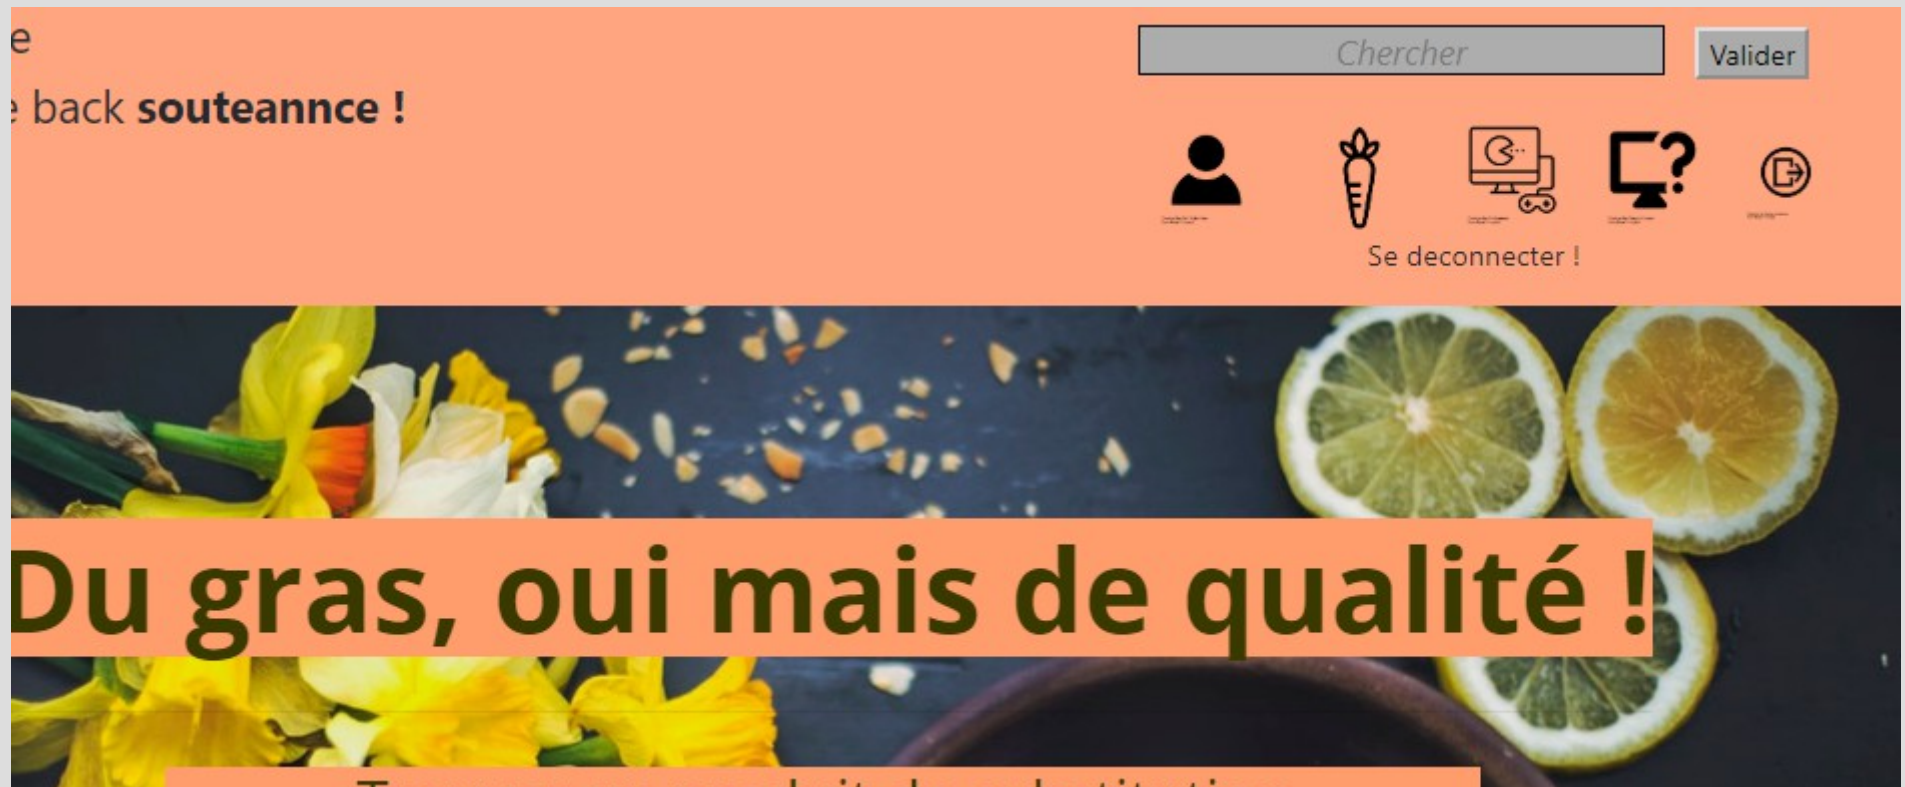 e
e back souteannce !
Chercher
Valider
Se deconnecter !
Du gras, oui mais de qualité !